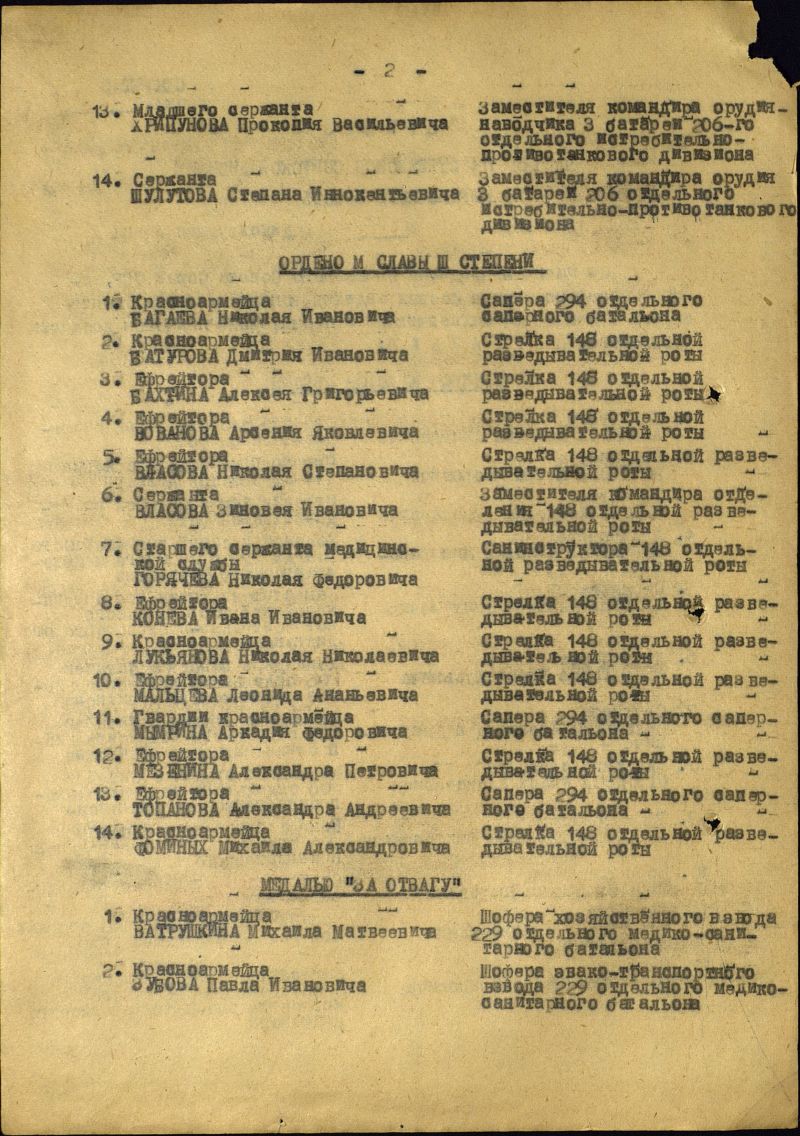 - 2 -
13. Младшего сержанта Заместителя командира орудия-
ХРИПУНОВА Прокопия Васильевича наводчика 3 батареи 206-го
отдельного истребительно-
противотанкового дивизиона
14. Сержанта Заместителя командира орудия
ШУЛУТОВА Степана Иннокентьевича 3 батареи 206 отдельного
истребительно-противотанкового
дивизиона
ОРДЕНО М СЛАВЫ Ш СТЕПЕНИ
1. Красноармейца Сапера 294 отдельного
БАГАЕВА Николая Ивановича саперного батальона
2. Красноармейца Стрелка 148 отдельной
БАТУРОВА Дмитрия Ивановича разведывательной роты
3. Ефрейтора Стрелка 148 отдельной
БАХТИНА Алексея Григорьевича разведывательной роты
4. Ефрейтора Стрелка 148 отдельной
ВОВАНОВА Арсения Яковлевича разведывательной роты
5. Ефрейтора Стрелка 148 отдельной разве-
ВЛАСОВА Николая Степановича дывательной роты
6. Сержанта Заместителя командира отде-
ВЛАСОВА Зиновея Ивановича ления 148 отдельной разве-
дывательной роты
7. Старшего сержанта медицинс- Санинструктора 148 отдель-
кой службы ной разведывательной роты
ГОРЯЧЕВА Николая Федоровича
8. Ефрейтора Стрелка 148 отдельной разве-
КОНЕВА Ивана Ивановича дывательной роты
9. Красноармейца Стрелка 148 отдельной разве-
ЛУКЬЯНОВА Николая Николаевича дывательной роты
10. Ефрейтора Стрелка 148 отдельной разве-
МАЛЬЦЕВА Леонида Ананьевича дывательной роты
11. Гвардии красноармейца Сапера 294 отдельного сапер-
МЫМРИНА Аркадия Федоровича ного батальона
12. Ефрейтора Стрелка 148 отдельной разве-
МЕЗЕНИНА Александра Петровича дывательной роты
13. Ефрейтора Сапера 294 отдельного сапер-
ТОПАНОВА Александра Андреевича ного батальона
14. Красноармейца Стрелка 148 отдельной разве-
ФОМИНЫХ Михаила Александровича дывательной роты
МЕДАЛЬЮ "ЗА ОТВАГУ"
1. Красноармейца Шофера хозяйственного взвода
ВАТРУШКИНА Михаила Матвеевича 229 отдельного медико-сани-
тарного батальона
2. Красноармейца Шофера эвако-транспортного
ЗУБОВА Павла Ивановича взвода 229 отдельного медико-
санитарного батальона